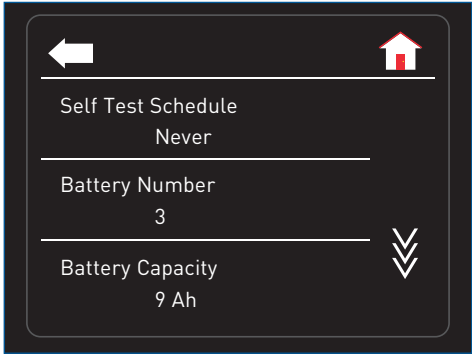 Self Test Schedule
Never
Battery Number
3
Battery Capacity
9 Ah